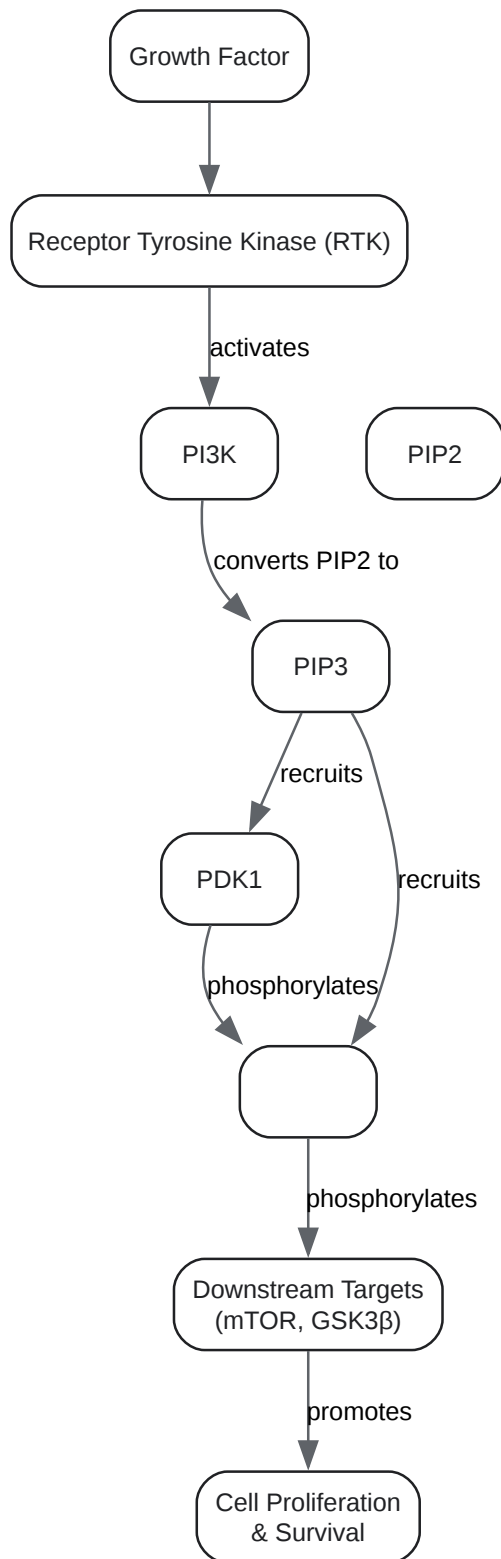 Growth Factor
Receptor Tyrosine Kinase (RTK)
activates
PI3K
PIP2
converts PIP2 to
PIP3
recruits
PDK1
recruits
phosphorylates
phosphorylates
Downstream Targets
(mTOR, GSK3β)
promotes
Cell Proliferation
& Survival